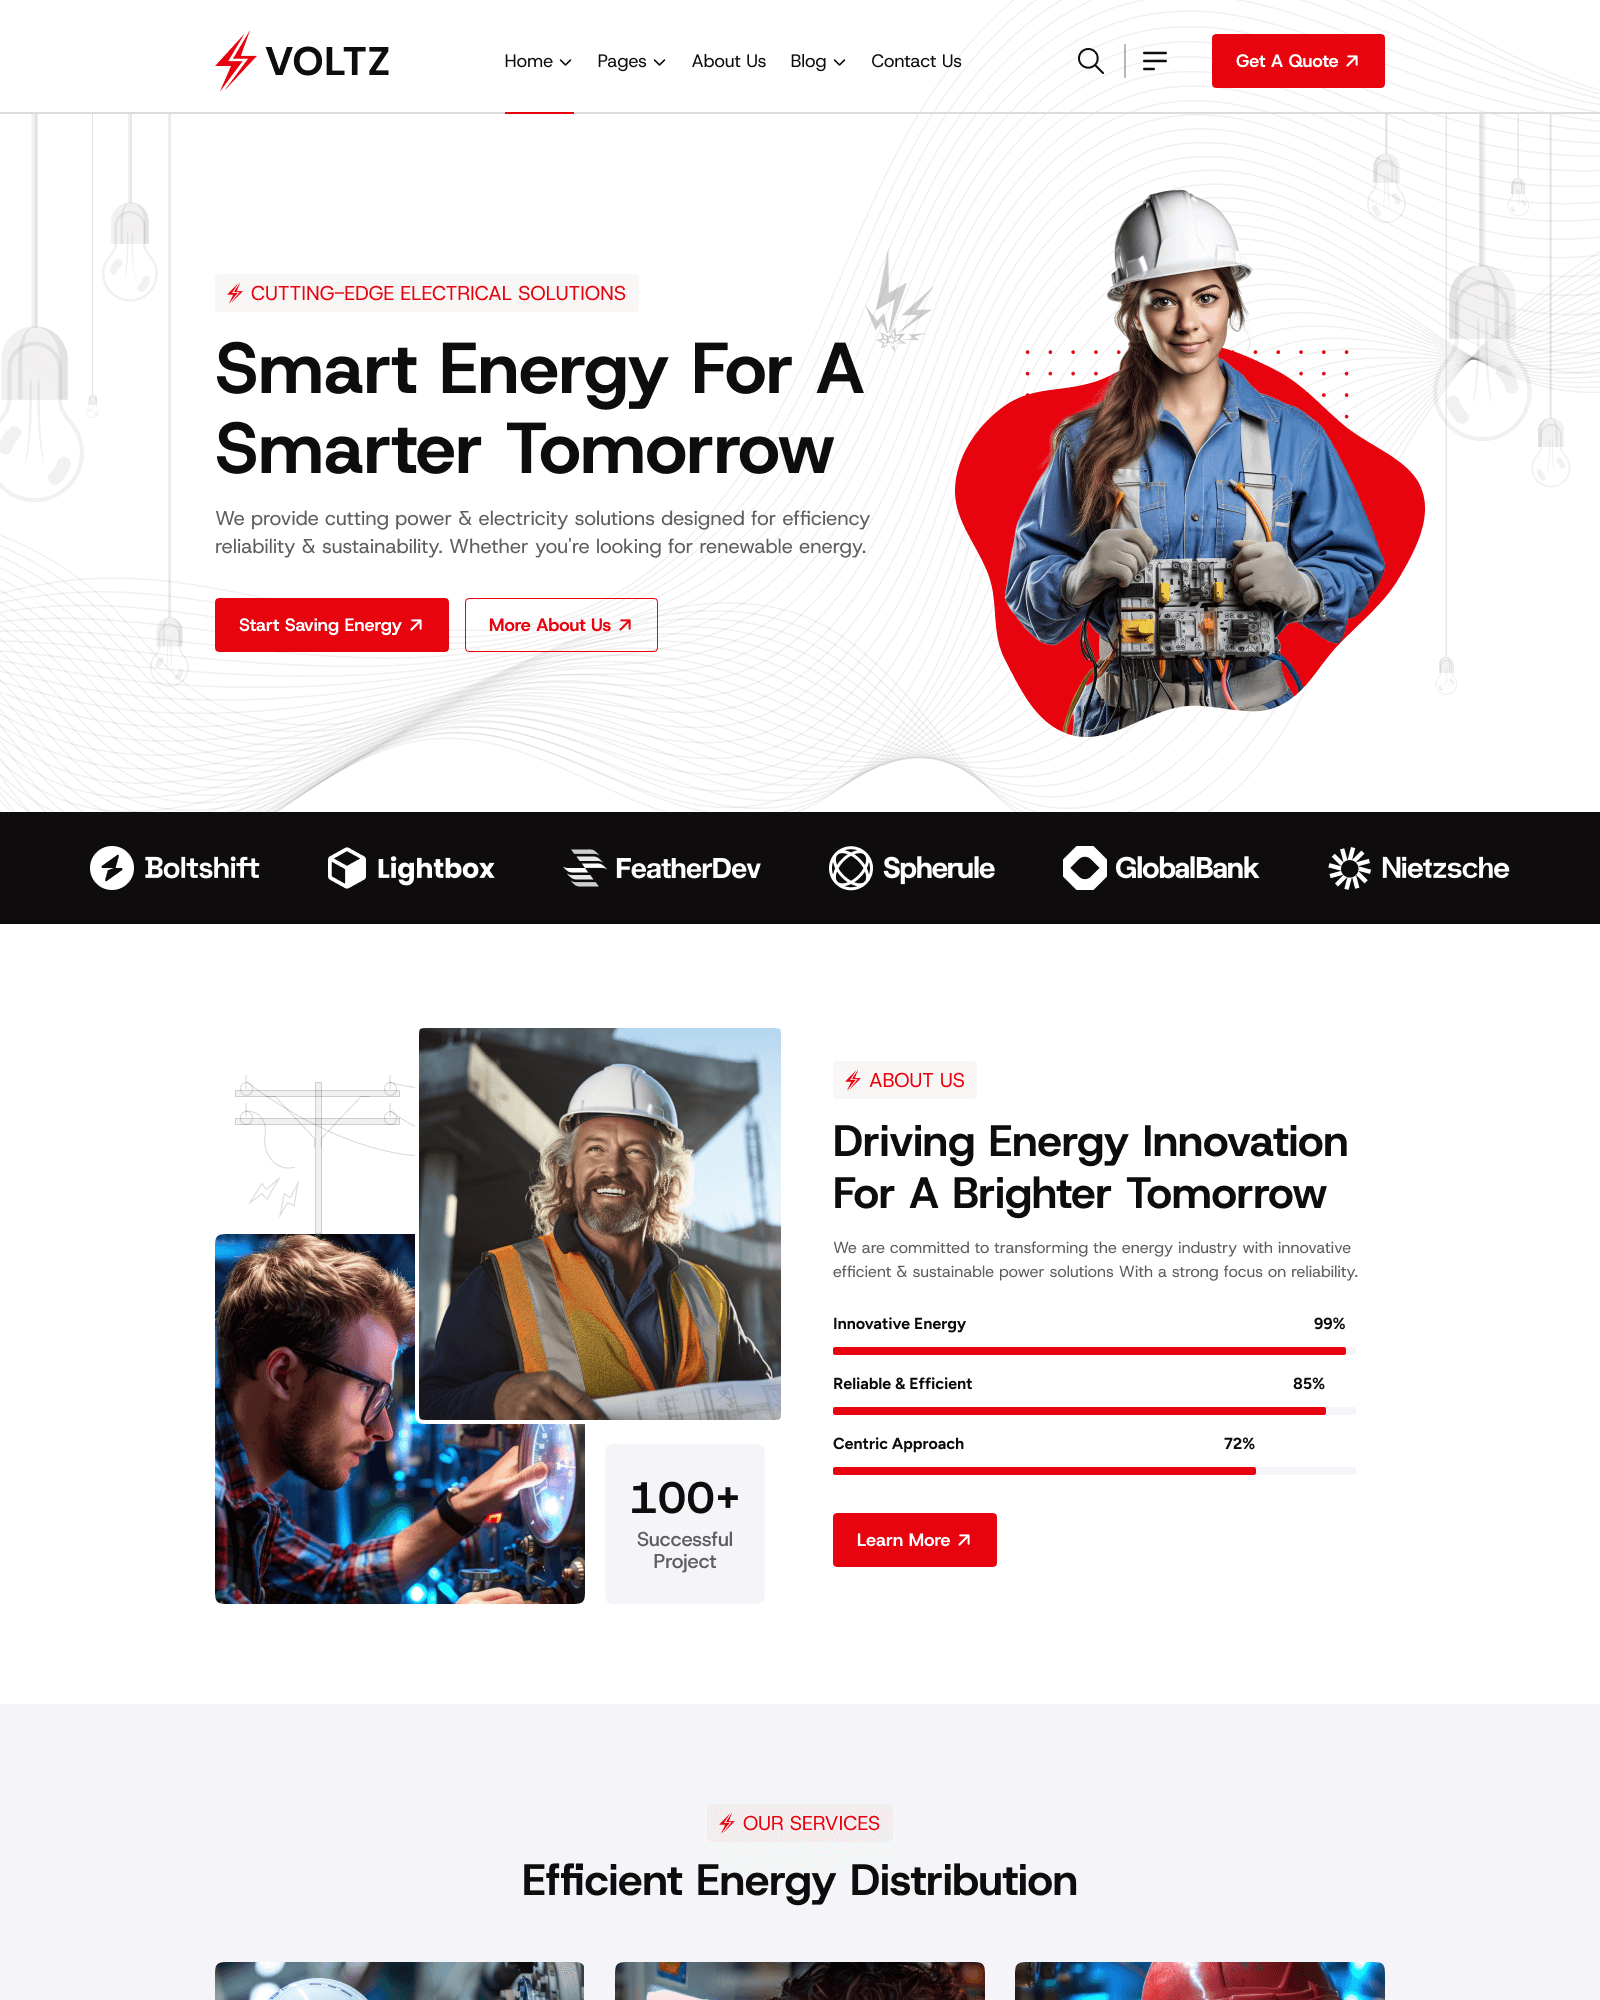 VOLTZ
Home
Pages
About Us
Blog
Contact Us
Get A Quote
CUTTING-EDGE ELECTRICAL SOLUTIONS
Smart Energy For A
Smarter Tomorrow
We provide cutting power & electricity solutions designed for efficiency
reliability & sustainability. Whether you're looking for renewable energy.
Start Saving Energy
More About Us
Boltshift
Lightbox
FeatherDev
Spherule
GlobalBank
Nietzsche
ABOUT US
Driving Energy Innovation
For A Brighter Tomorrow
We are committed to transforming the energy industry with innovative
efficient & sustainable power solutions With a strong focus on reliability.
Innovative Energy 99%
Reliable & Efficient 85%
Centric Approach 72%
Learn More
100+
Successful
Project
OUR SERVICES
Efficient Energy Distribution